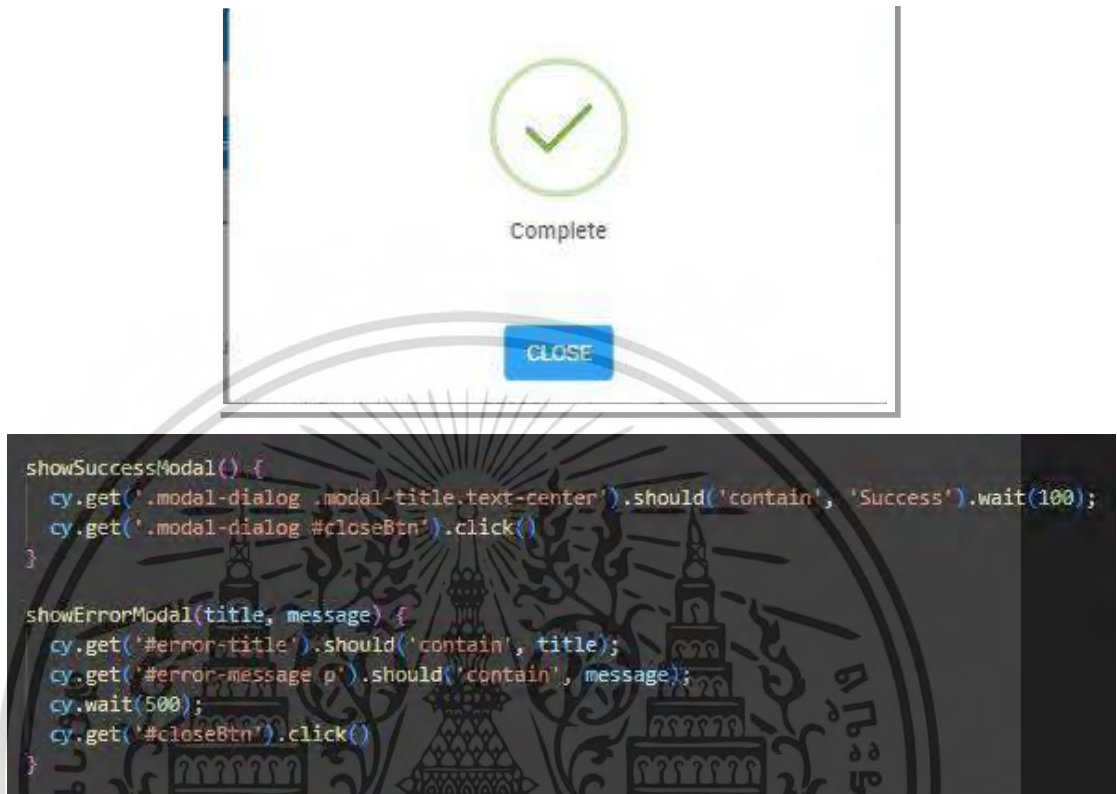 Complete
CLOSE
showSuccessModal() {
cy.get('.modal-dialog .modal-title.text-center').should('contain', 'Success').wait(100);
cy.get('.modal-dialog #closeBtn').click()
}
showErrorModal(title, message) {
cy.get('#error-title').should('contain', title);
cy.get('#error-message p').should('contain', message);
cy.wait(500);
cy.get('#closeBtn').click()
}